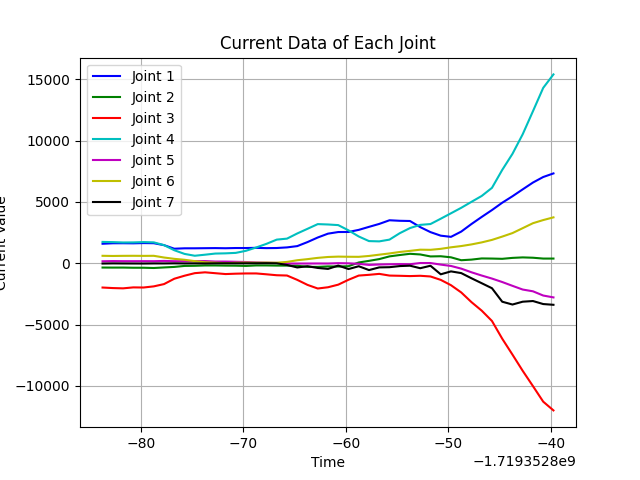 Current Data of Each Joint
Joint 1
Joint 2
Joint 3
Joint 4
Joint 5
Joint 6
Joint 7
15000
10000
5000
0
−5000
−10000
Current Value
−80
−70
−60
−50
−40
Time
−1.7193528e9